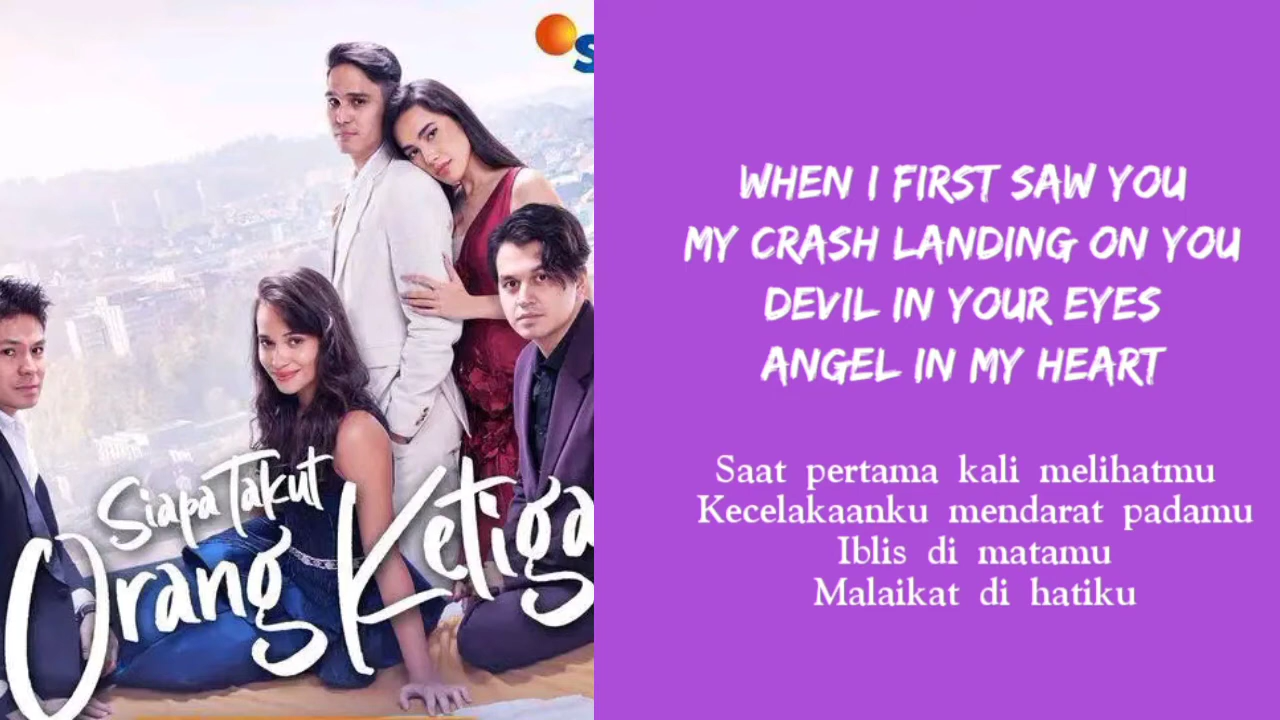 S
Siapa Takut
Orang Ketiga
WHEN I FIRST SAW YOU
MY CRASH LANDING ON YOU
DEVIL IN YOUR EYES
ANGEL IN MY HEART
Saat pertama kali melihatmu
Kecelakaanku mendarat padamu
Iblis di matamu
Malaikat di hatiku